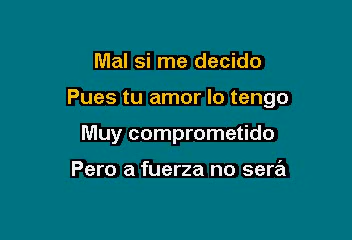 Mal si me decido
Pues tu amor lo tengo
Muy comprometido
Pero a fuerza no será